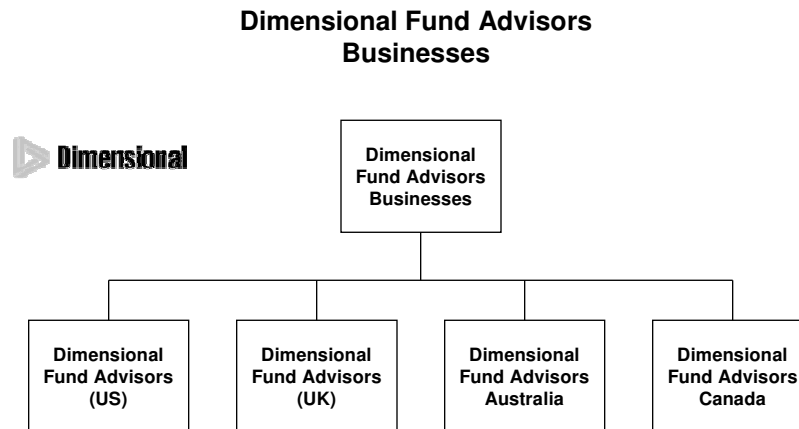 Dimensional Fund Advisors
Businesses
Dimensional
Dimensional
Fund Advisors
Businesses
Dimensional
Fund Advisors
(US)
Dimensional
Fund Advisors
(UK)
Dimensional
Fund Advisors
Australia
Dimensional
Fund Advisors
Canada